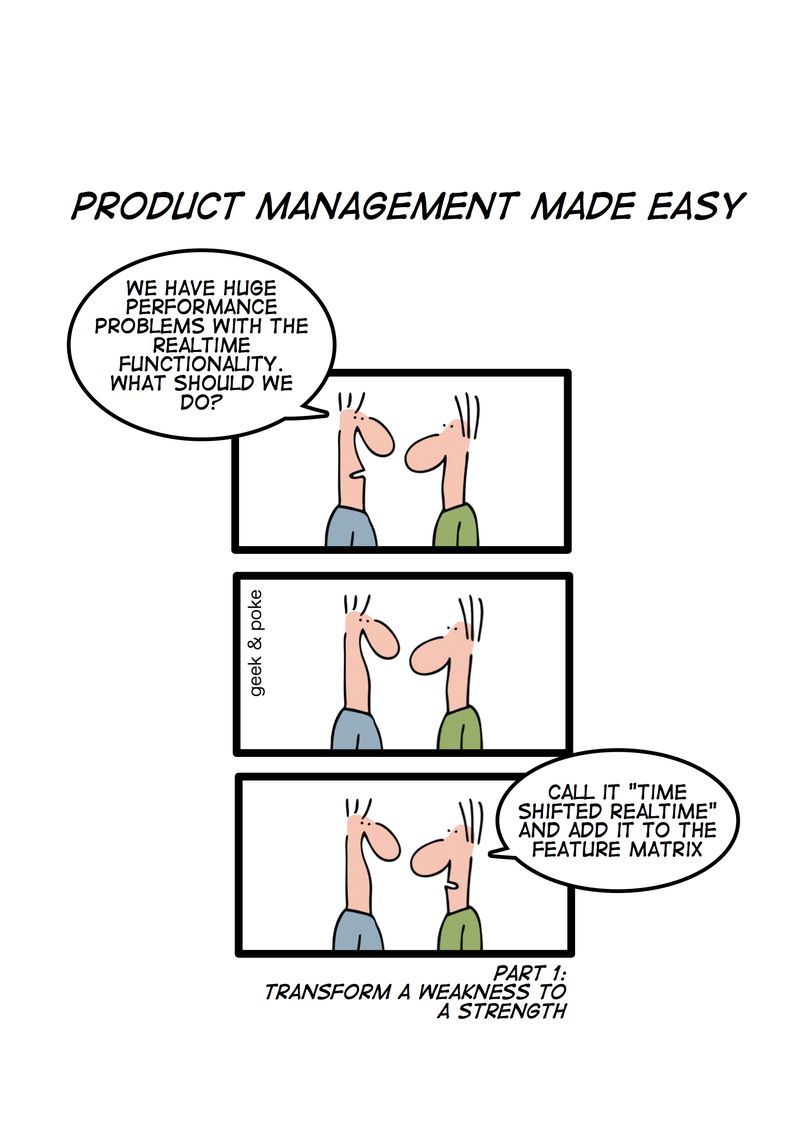 PRODUCT MANAGEMENT MADE EASY
WE HAVE HUGE
PERFORMANCE
PROBLEMS WITH THE
REALTIME
FUNCTIONALITY.
WHAT SHOULD WE
DO?
geek & poke
CALL IT "TIME
SHIFTED REALTIME"
AND ADD IT TO THE
FEATURE MATRIX
PART 1:
TRANSFORM A WEAKNESS TO
A STRENGTH